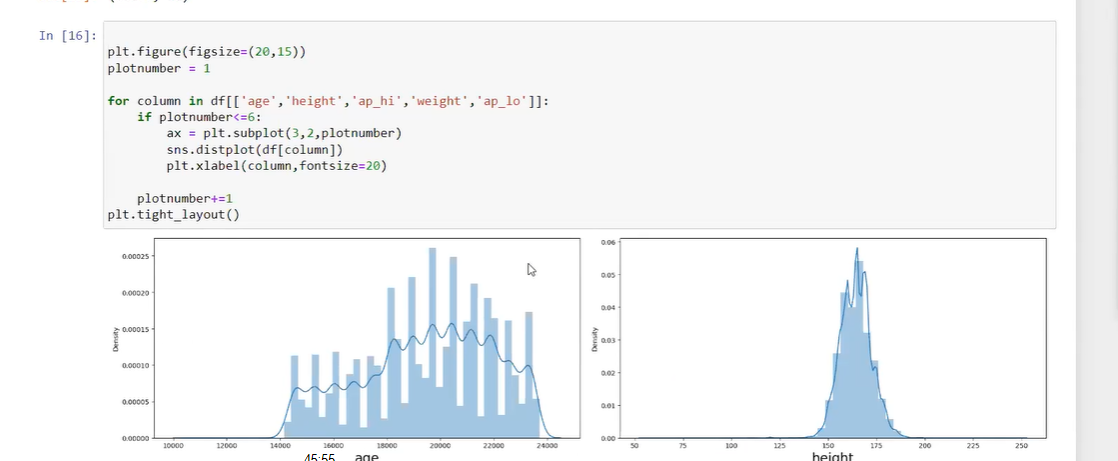 In [16]:
plt.figure(figsize=(20,15))
plotnumber = 1
for column in df[['age','height','ap_hi','weight','ap_lo']]:
    if plotnumber<=6:
        ax = plt.subplot(3,2,plotnumber)
        sns.distplot(df[column])
        plt.xlabel(column,fontsize=20)
    plotnumber+=1
plt.tight_layout()
0.00025
0.00020
0.00015
0.00010
0.00005
0.00000
Density
10000 12000 14000 16000 18000 20000 22000 24000
45:55 age
0.06
0.05
0.04
0.03
0.02
0.01
0.00
Density
50 75 100 125 150 175 200 225 250
height